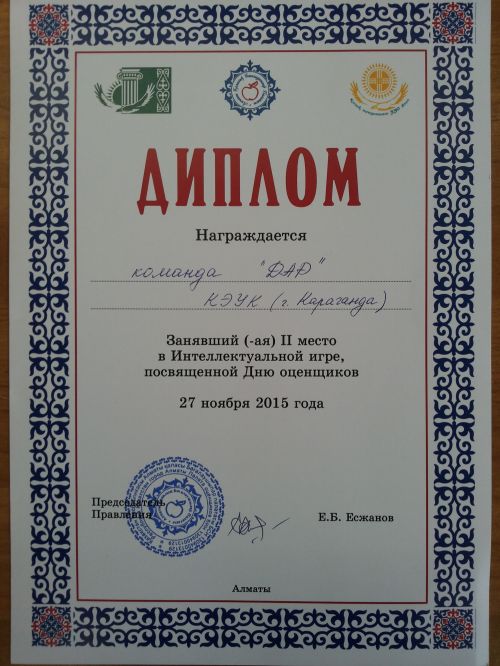 ДИПЛОМ
Награждается
команда "ДАР"
КЭУК (г. Караганда)
Занявший (-ая) II место
в Интеллектуальной игре,
посвященной Дню оценщиков
27 ноября 2015 года
Председатель
Правления
Е.Б. Есжанов
Алматы